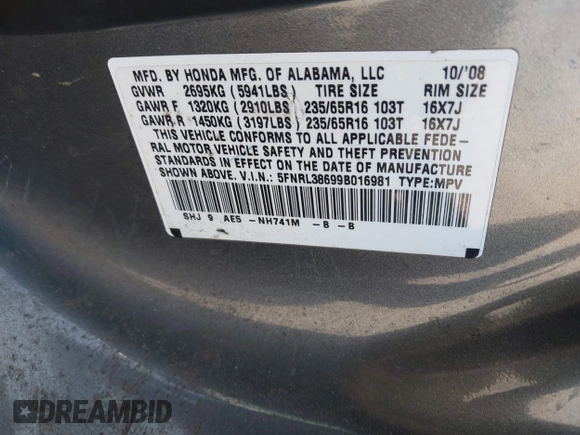 MFD. BY HONDA MFG. OF ALABAMA, LLC 10/'08
GVWR 2695KG (5941LBS) TIRE SIZE RIM SIZE
GAWR F 1320KG (2910LBS) 235/65R16 103T 16X7J
GAWR R 1450KG (3197LBS) 235/65R16 103T 16X7J
THIS VEHICLE CONFORMS TO ALL APPLICABLE FEDE-
RAL MOTOR VEHICLE SAFETY AND THEFT PREVENTION
STANDARDS IN EFFECT ON THE DATE OF MANUFACTURE
SHOWN ABOVE. V.I.N.: 5FNRL38699B016981 TYPE:MPV
SHJ 9 AE5 -NH741M -B -B
DREAMBID